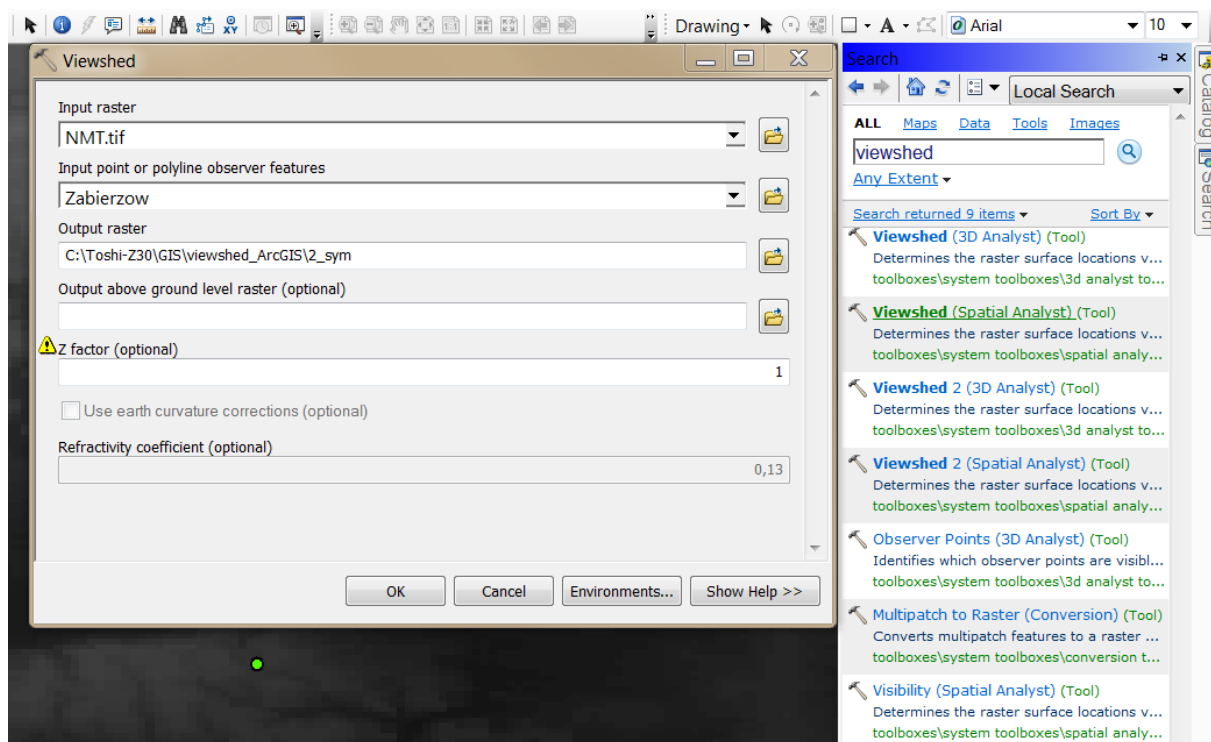 Drawing
A
Arial
10
Viewshed
Input raster
NMT.tif
Input point or polyline observer features
Zabierzow
Output raster
C:\Toshi-Z30\GIS\viewshed_ArcGIS\2_sym
Output above ground level raster (optional)
Z factor (optional)
1
Use earth curvature corrections (optional)
Refractivity coefficient (optional)
0,13
OK
Cancel
Environments...
Show Help >>
Search
Local Search
ALL Maps Data Tools Images
viewshed
Any Extent
Search returned 9 items Sort By
Viewshed (3D Analyst) (Tool)
Determines the raster surface locations v...
toolboxes\system toolboxes\3d analyst to...
Viewshed (Spatial Analyst) (Tool)
Determines the raster surface locations v...
toolboxes\system toolboxes\spatial analy...
Viewshed 2 (3D Analyst) (Tool)
Determines the raster surface locations v...
toolboxes\system toolboxes\3d analyst to...
Viewshed 2 (Spatial Analyst) (Tool)
Determines the raster surface locations v...
toolboxes\system toolboxes\spatial analy...
Observer Points (3D Analyst) (Tool)
Identifies which observer points are visibl...
toolboxes\system toolboxes\3d analyst to...
Multipatch to Raster (Conversion) (Tool)
Converts multipatch features to a raster ...
toolboxes\system toolboxes\conversion t...
Visibility (Spatial Analyst) (Tool)
Determines the raster surface locations v...
toolboxes\system toolboxes\spatial analy...
Catalog
Search